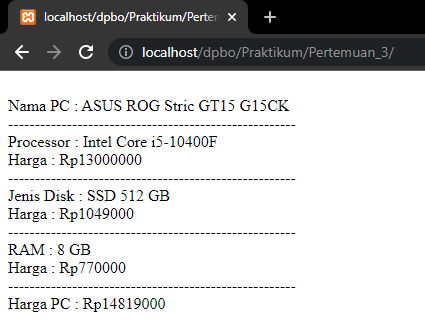 localhost/dpbo/Praktikum/Pertem
localhost/dpbo/Praktikum/Pertemuan_3/
Nama PC : ASUS ROG Stric GT15 G15CK
------------------------------------------------
Processor : Intel Core i5-10400F
Harga : Rp13000000
------------------------------------------------
Jenis Disk : SSD 512 GB
Harga : Rp1049000
------------------------------------------------
RAM : 8 GB
Harga : Rp770000
------------------------------------------------
Harga PC : Rp14819000